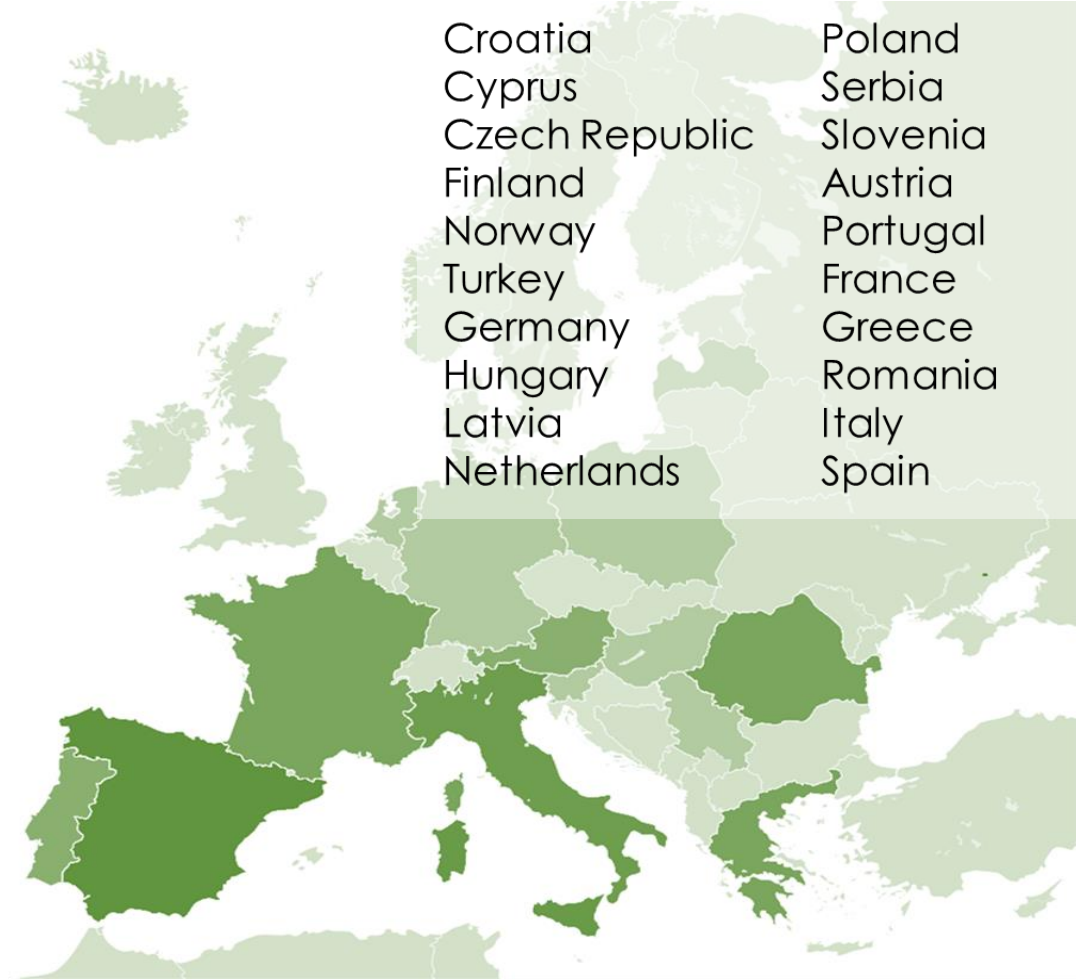 Croatia
Cyprus
Czech Republic
Finland
Norway
Turkey
Germany
Hungary
Latvia
Netherlands
Poland
Serbia
Slovenia
Austria
Portugal
France
Greece
Romania
Italy
Spain